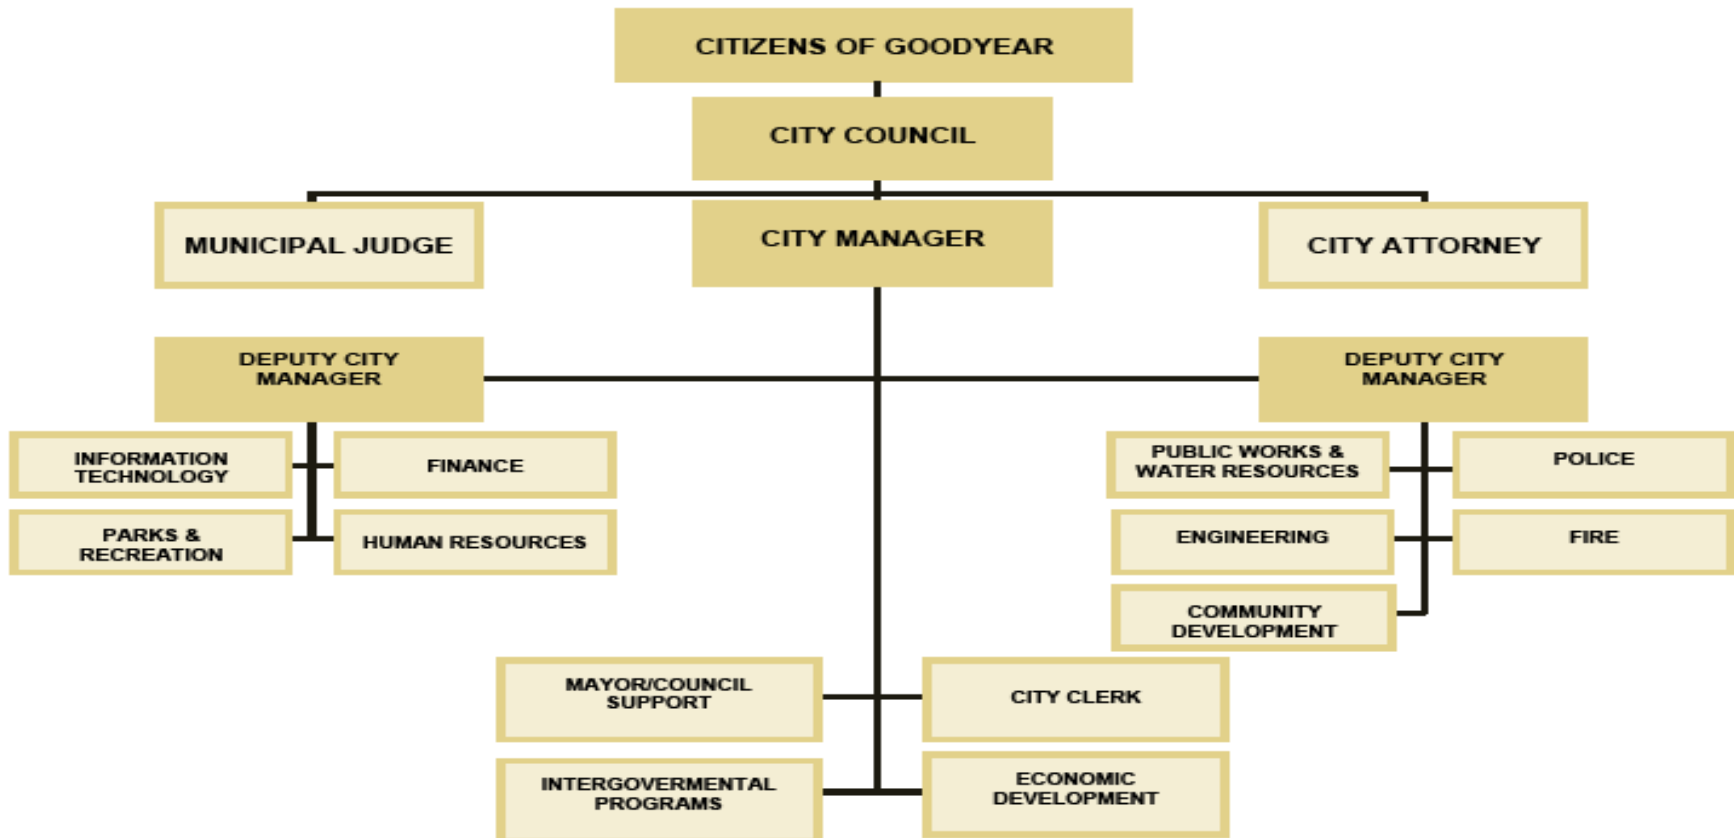 CITIZENS OF GOODYEAR
CITY COUNCIL
MUNICIPAL JUDGE
CITY MANAGER
CITY ATTORNEY
DEPUTY CITY
MANAGER
DEPUTY CITY
MANAGER
INFORMATION
TECHNOLOGY
FINANCE
PARKS &
RECREATION
HUMAN RESOURCES
PUBLIC WORKS &
WATER RESOURCES
POLICE
ENGINEERING
FIRE
COMMUNITY
DEVELOPMENT
MAYOR/COUNCIL
SUPPORT
CITY CLERK
INTERGOVERMENTAL
PROGRAMS
ECONOMIC
DEVELOPMENT